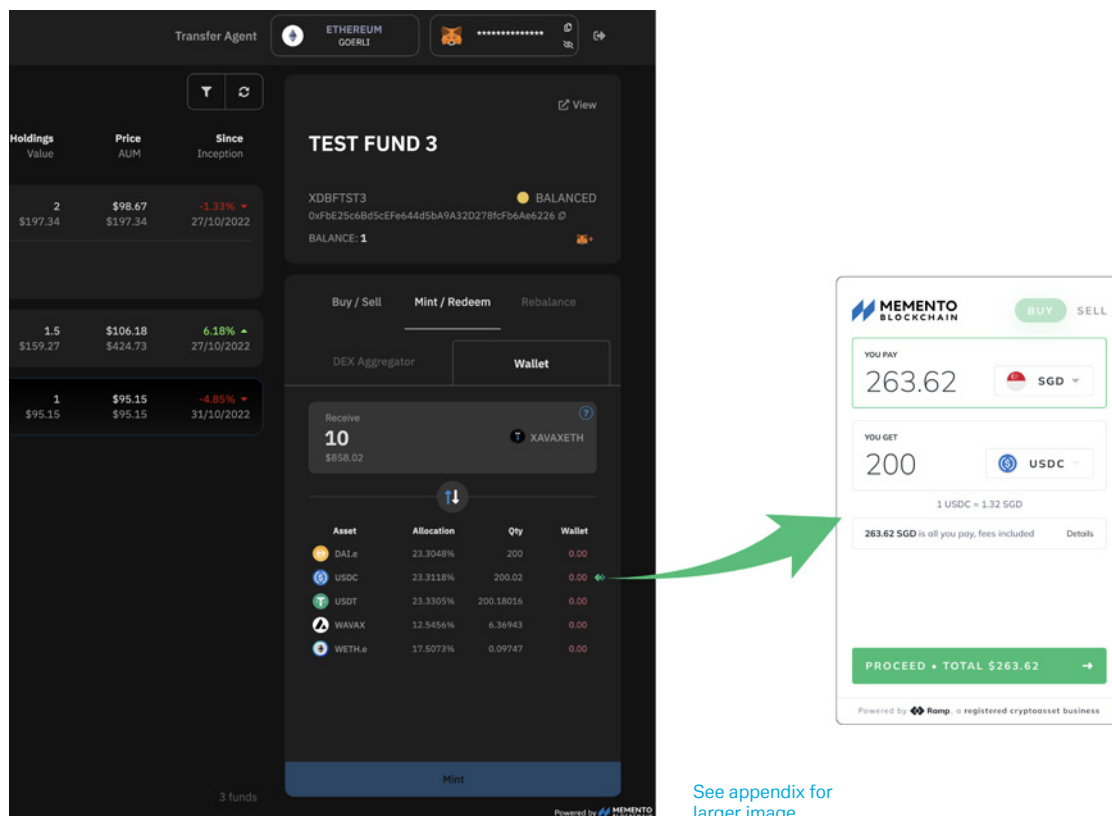 Transfer Agent
ETHEREUM
GOERLI
**************
Holdings Price Since
Value AUM Inception
2 $98.67 -1.33%
$197.34 $197.34 27/10/2022
1.5 $106.18 6.18%
$159.27 $424.73 27/10/2022
1 $95.15 -4.85%
$95.15 $95.15 31/10/2022
3 funds
View
TEST FUND 3
XDBFTST3 BALANCED
0xFbE25c6Bd5cEFe644d5bA9A32D278fcFb6Ae6226
BALANCE: 1
Buy / Sell Mint / Redeem Rebalance
DEX Aggregator Wallet
Receive
10 XAVAXETH
$858.02
Asset Allocation Qty Wallet
DAI.e 23.3048% 200 0.00
USDC 23.3118% 200.02 0.00
USDT 23.3305% 200.18016 0.00
WAVAX 12.5456% 6.36943 0.00
WETH.e 17.5073% 0.09747 0.00
Mint
Powered by MEMENTO
BLOCKCHAIN
MEMENTO
BLOCKCHAIN
BUY SELL
YOU PAY
263.62 SGD
YOU GET
200 USDC
1 USDC ≈ 1.32 SGD
263.62 SGD is all you pay, fees included Details
PROCEED • TOTAL $263.62 →
Powered by Ramp, a registered cryptoasset business
See appendix for
larger image